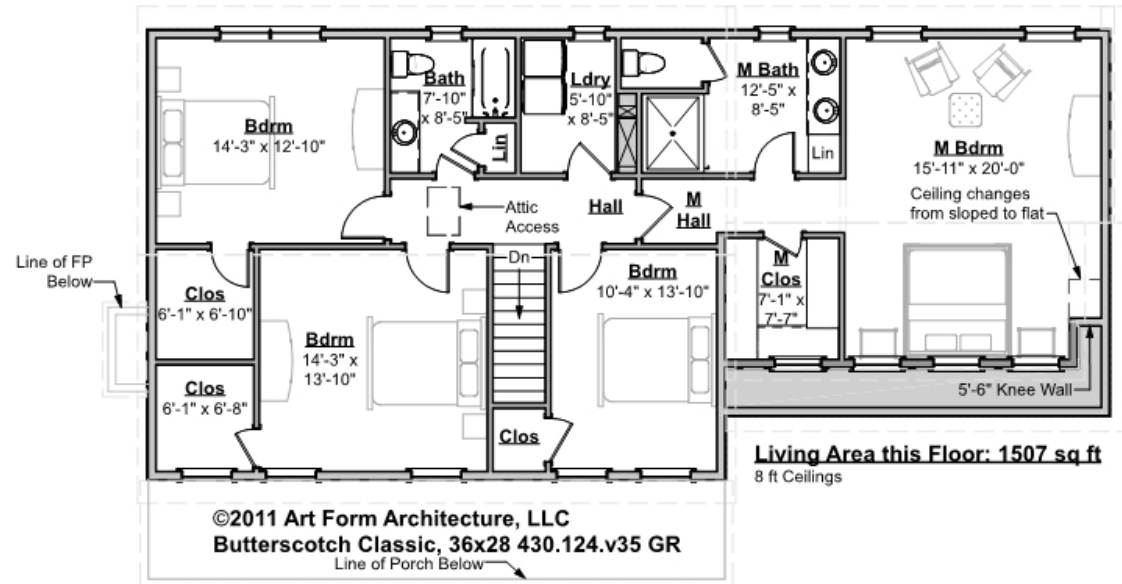 Bdrm
14'-3" x 12'-10"
Bath
7'-10"
x 8'-5"
Lin
Ldry
5'-10"
x 8'-5"
M Bath
12'-5" x
8'-5"
Lin
M Bdrm
15'-11" x 20'-0"
Ceiling changes
from sloped to flat
Attic
Access
Hall
M
Hall
Line of FP
Below
Clos
6'-1" x 6'-10"
Dn
Bdrm
10'-4" x 13'-10"
M
Clos
7'-1" x
7'-7"
Bdrm
14'-3" x
13'-10"
Clos
6'-1" x 6'-8"
Clos
5'-6" Knee Wall
Living Area this Floor: 1507 sq ft
8 ft Ceilings
©2011 Art Form Architecture, LLC
Butterscotch Classic, 36x28 430.124.v35 GR
Line of Porch Below